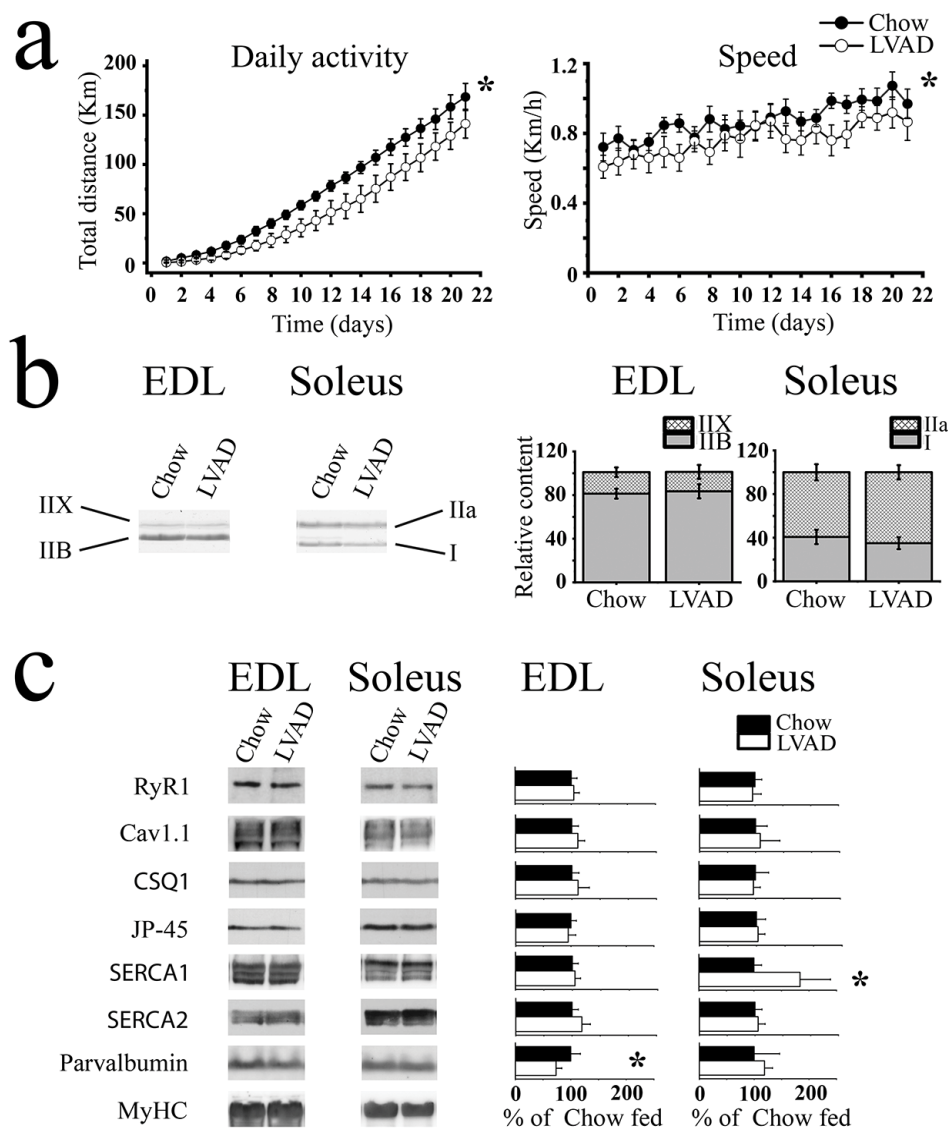 a
Chow
LVAD
Daily activity
Speed
Total distance (Km)
200
150
100
50
0
0 2 4 6 8 10 12 14 16 18 20 22
Time (days)
*
Speed (Km/h)
1.2
0.8
0.4
0
0 2 4 6 8 10 12 14 16 18 20 22
Time (days)
*
b
EDL Soleus
Chow LVAD Chow LVAD
IIX
IIB
IIa
I
EDL Soleus
IIX
IIB
IIa
I
Relative content
120
80
40
0
Chow LVAD
120
80
40
0
Chow LVAD
c
EDL Soleus EDL Soleus
Chow LVAD Chow LVAD
Chow
LVAD
RyR1
Cav1.1
CSQ1
JP-45
SERCA1
*
SERCA2
Parvalbumin
*
MyHC
0 100 200
% of Chow fed
0 100 200
% of Chow fed